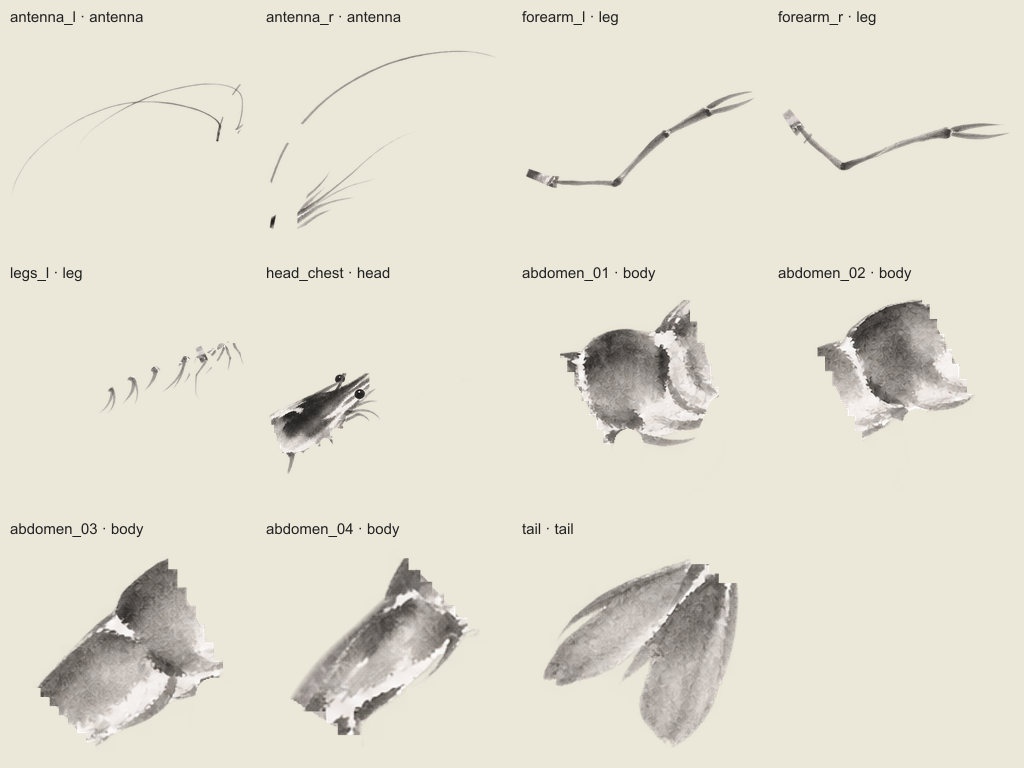 antenna_l · antenna
antenna_r · antenna
forearm_l · leg
forearm_r · leg
legs_l · leg
head_chest · head
abdomen_01 · body
abdomen_02 · body
abdomen_03 · body
abdomen_04 · body
tail · tail